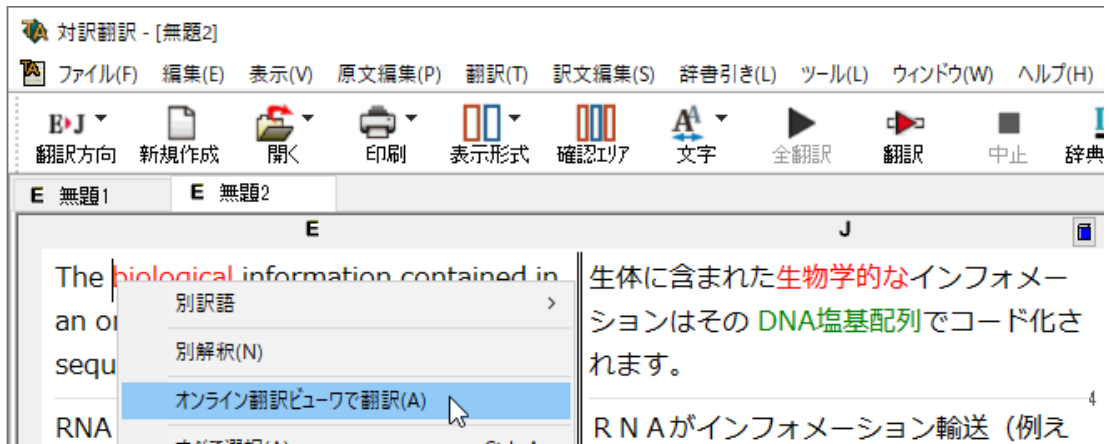 対訳翻訳 - [無題2]
ファイル(F) 編集(E) 表示(V) 原文編集(P) 翻訳(T) 訳文編集(S) 辞書引き(L) ツール(L) ウィンドウ(W) ヘルプ(H)
E▸J
翻訳方向 新規作成 開く 印刷 表示形式 確認エリア 文字 全翻訳 翻訳 中止 辞典
E 無題1 E 無題2
E J
The biological information contained in
an
sequ
RNA
別訳語
別解釈(N)
オンライン翻訳ビューワで翻訳(A)
生体に含まれた生物学的なインフォメー
ションはその DNA塩基配列でコード化さ
れます。
4
ＲＮＡがインフォメーション輸送（例え